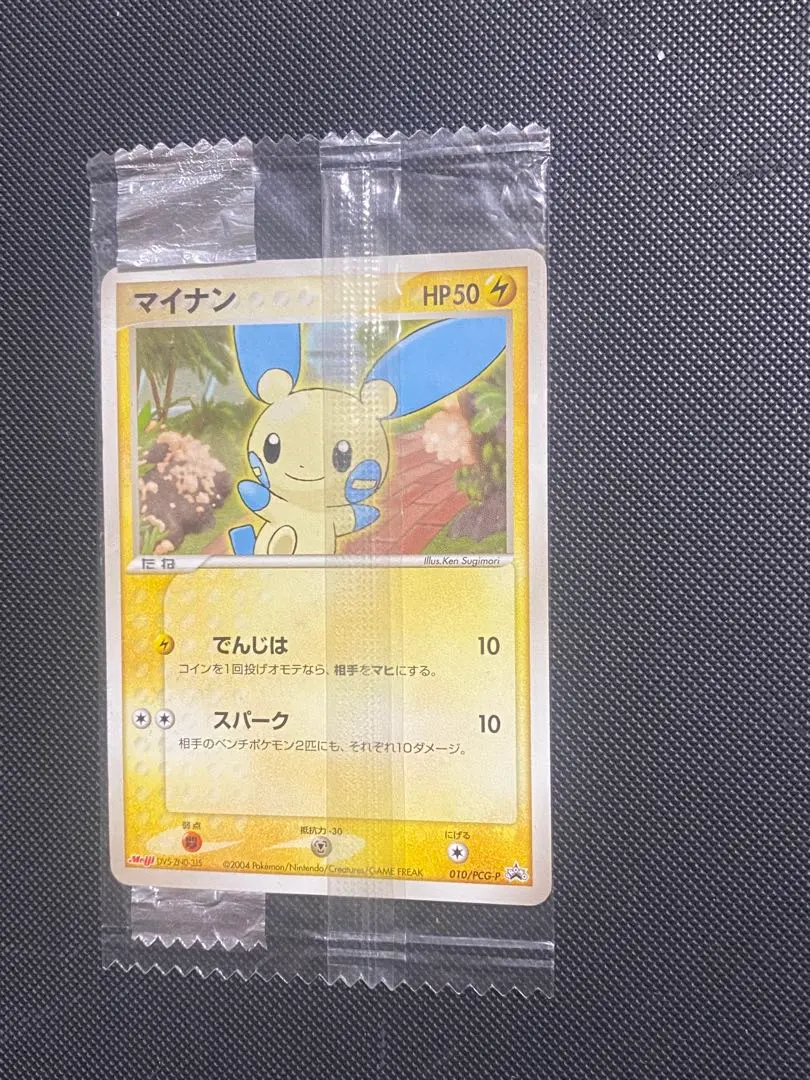 マイナン HP50
たね
Illus.Ken Sugimori
でんじは 10
コインを1回投げオモテなら、相手をマヒにする。
スパーク 10
相手のベンチポケモン2匹にも、それぞれ10ダメージ。
弱点 抵抗力 -30 にげる
Meiji DVS-ZN0-315 ©2004 Pokémon/Nintendo/Creatures/GAME FREAK 010/PCG-P